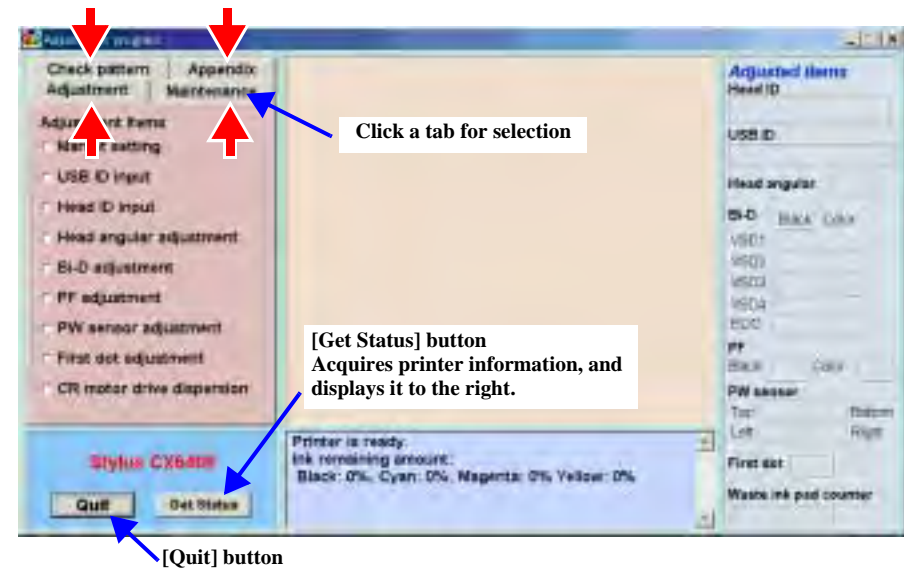 Adjustment program
Check pattern Appendix
Adjustment Maintenance
Adjustment items
Market setting
USB ID input
Head ID input
Head angular adjustment
Bi-D adjustment
PF adjustment
PW sensor adjustment
First dot adjustment
CR motor drive dispersion
Click a tab for selection
[Get Status] button
Acquires printer information, and
displays it to the right.
Stylus CX6400
Quit Get Status
[Quit] button
Printer is ready.
Ink remaining amount:
Black: 0%, Cyan: 0%, Magenta: 0% Yellow: 0%
Adjusted items
Head ID
USB ID
Head angular
Bi-D Black Color
VSD1
VSD2
VSD3
VSD4
PF
Black Color
PW sensor
Top Bottom
Left Right
First dot
Waste ink pad counter